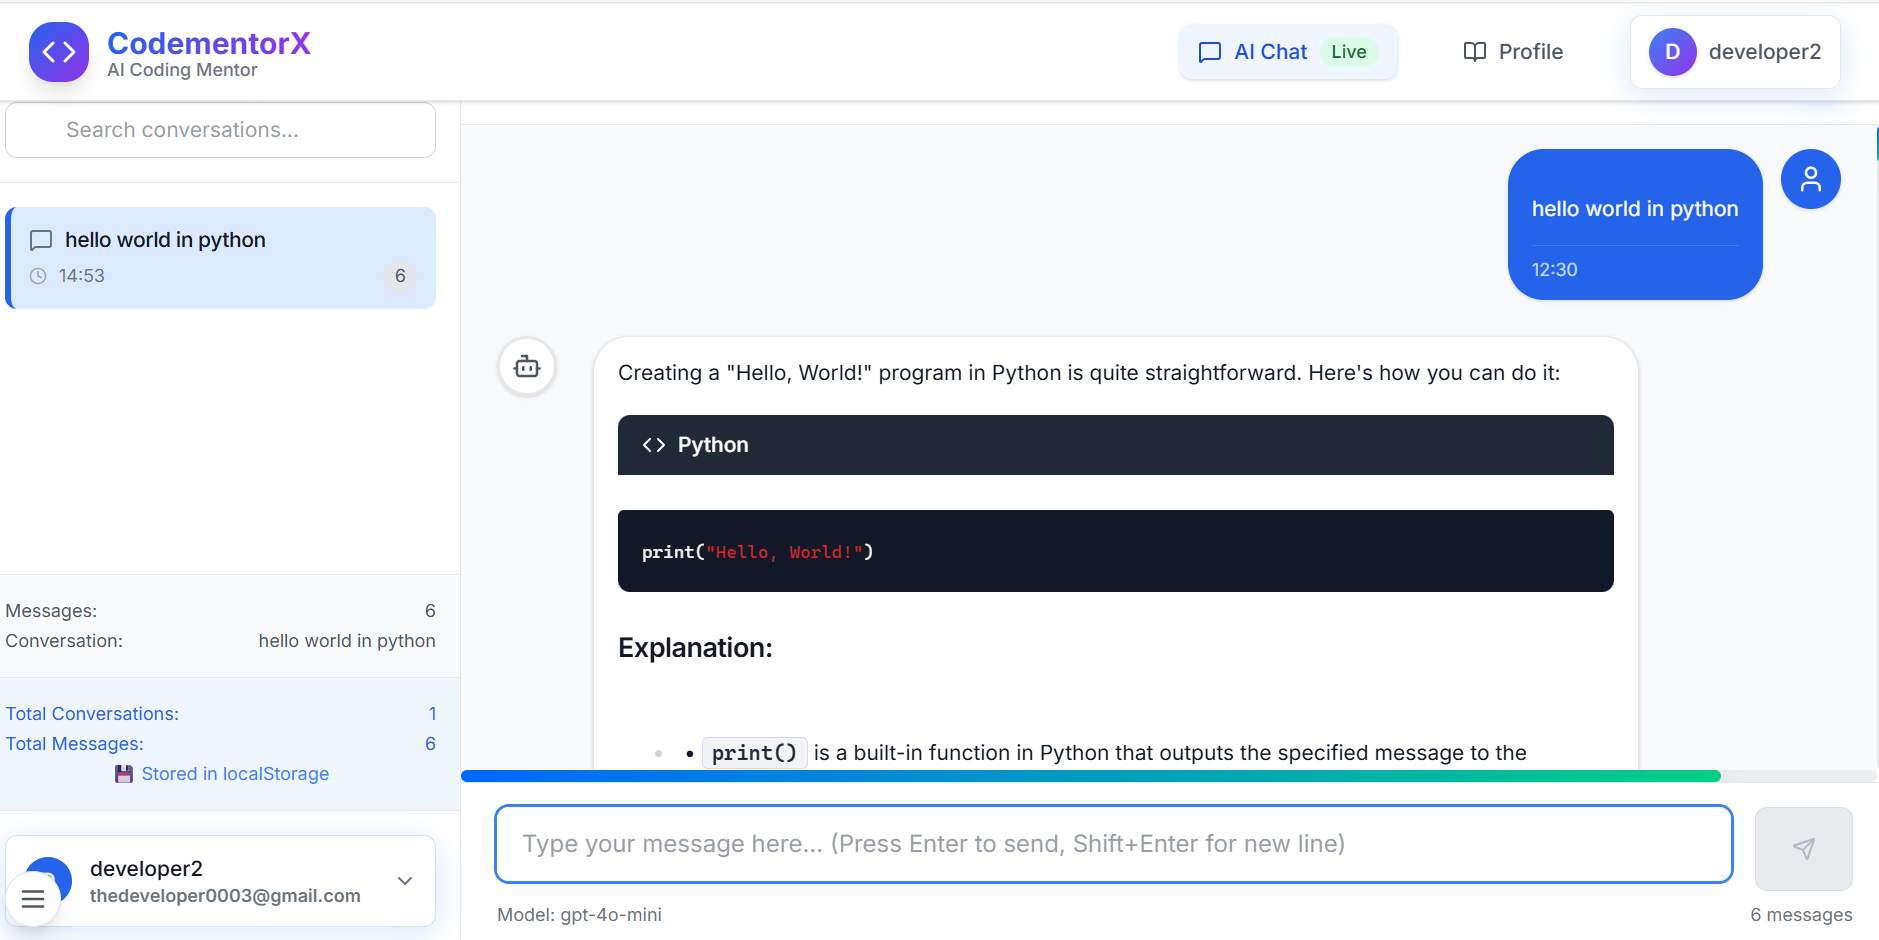 CodementorX
AI Coding Mentor
AI Chat Live
Profile
D developer2
Search conversations...
hello world in python
14:53 6
Messages: 6
Conversation: hello world in python
Total Conversations: 1
Total Messages: 6
💾 Stored in localStorage
developer2
thedeveloper0003@gmail.com
hello world in python
12:30
Creating a "Hello, World!" program in Python is quite straightforward. Here's how you can do it:
<> Python
print("Hello, World!")
Explanation:
• • print() is a built-in function in Python that outputs the specified message to the
Type your message here... (Press Enter to send, Shift+Enter for new line)
Model: gpt-4o-mini
6 messages